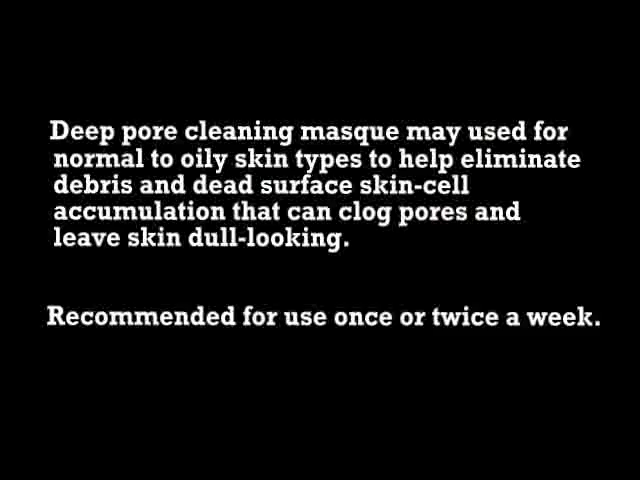 Deep pore cleaning masque may used for
normal to oily skin types to help eliminate
debris and dead surface skin-cell
accumulation that can clog pores and
leave skin dull-looking.
Recommended for use once or twice a week.